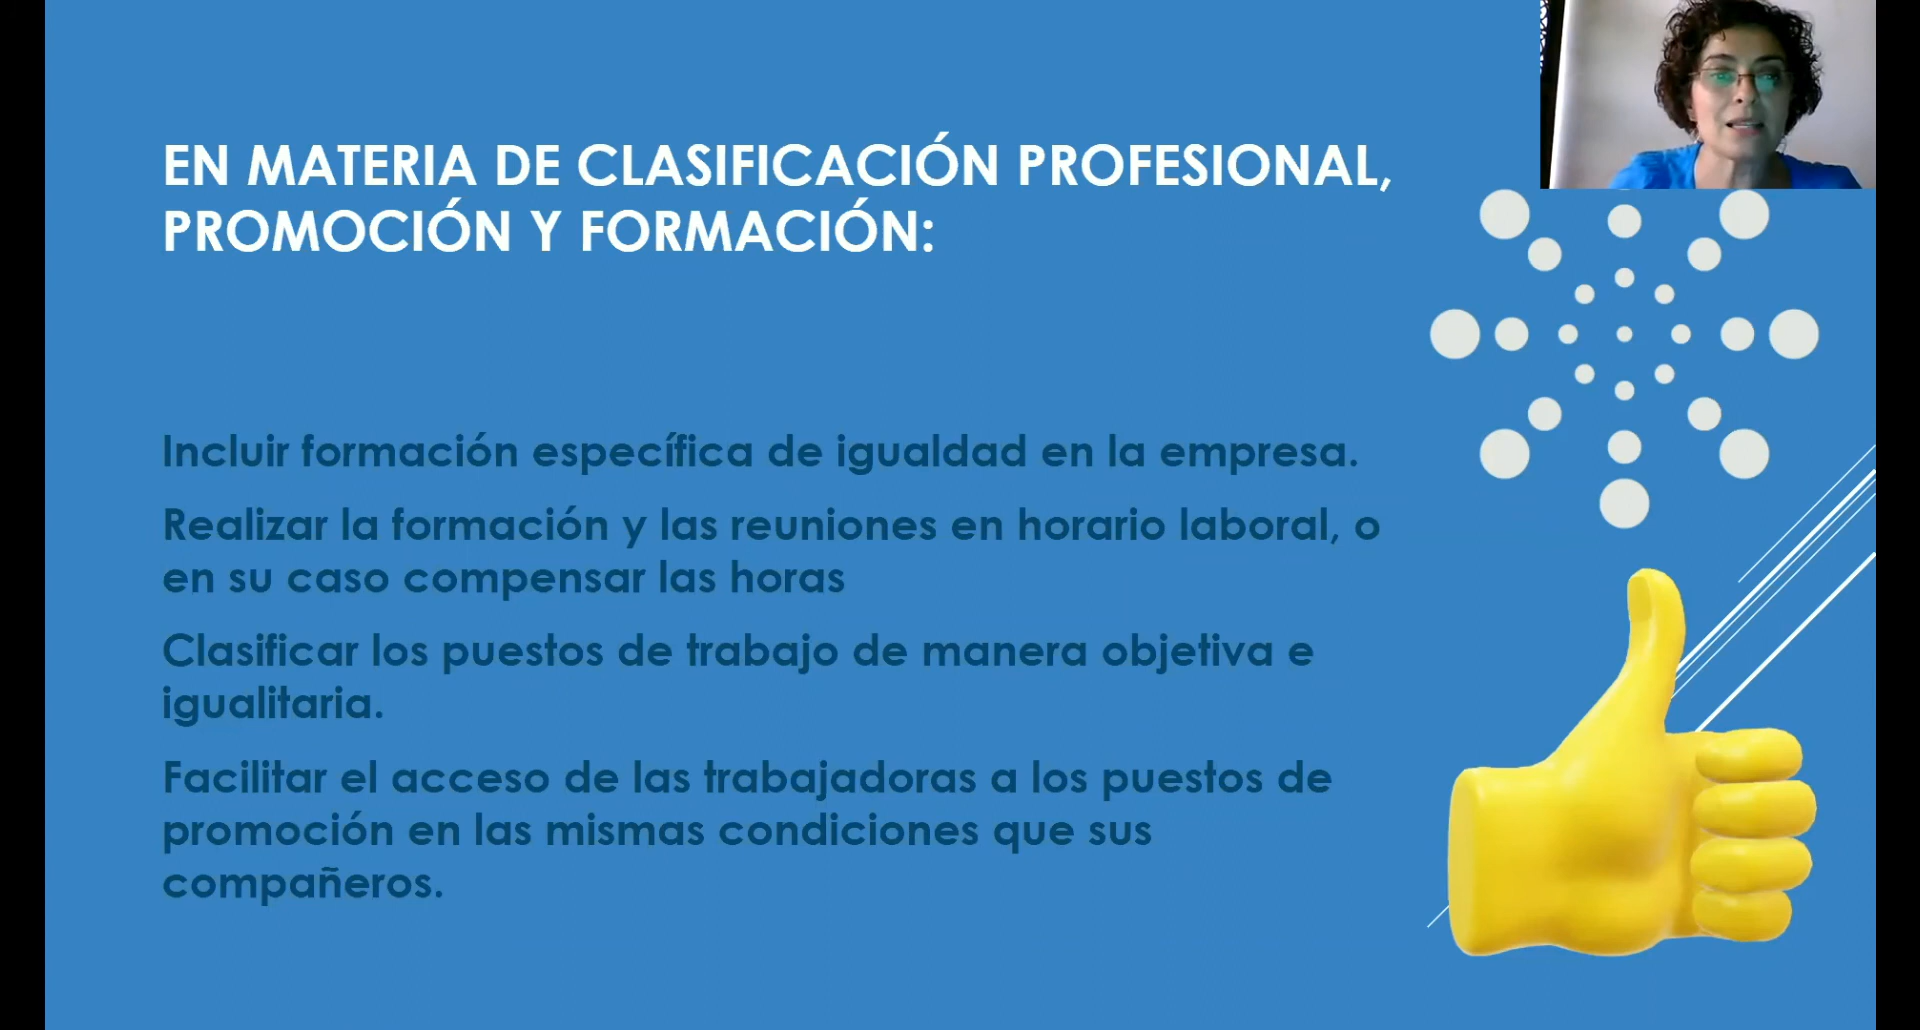 EN MATERIA DE CLASIFICACIÓN PROFESIONAL,
PROMOCIÓN Y FORMACIÓN:
Incluir formación específica de igualdad en la empresa.
Realizar la formación y las reuniones en horario laboral, o
en su caso compensar las horas
Clasificar los puestos de trabajo de manera objetiva e
igualitaria.
Facilitar el acceso de las trabajadoras a los puestos de
promoción en las mismas condiciones que sus
compañeros.